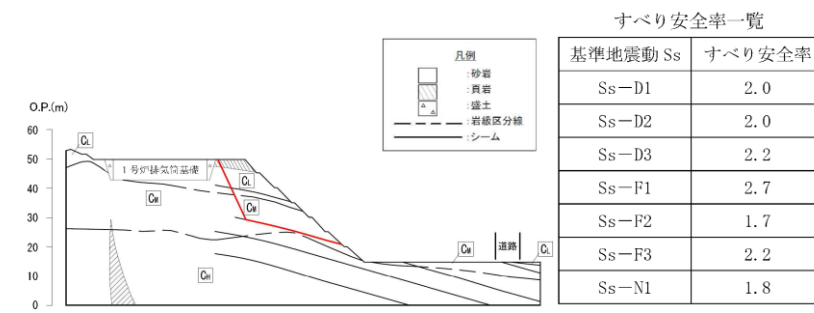 すべり安全率一覧
基準地震動 Ss すべり安全率
Ss－D1 2.0
Ss－D2 2.0
Ss－D3 2.2
Ss－F1 2.7
Ss－F2 1.7
Ss－F3 2.2
Ss－N1 1.8
凡例
:砂岩
:頁岩
:盛土
:岩級区分線
:シーム
O.P.(m)
60
50
40
30
20
10
0
CL
1号炉排気筒基礎
CL
CM
CM
CH
CM
道路
CL